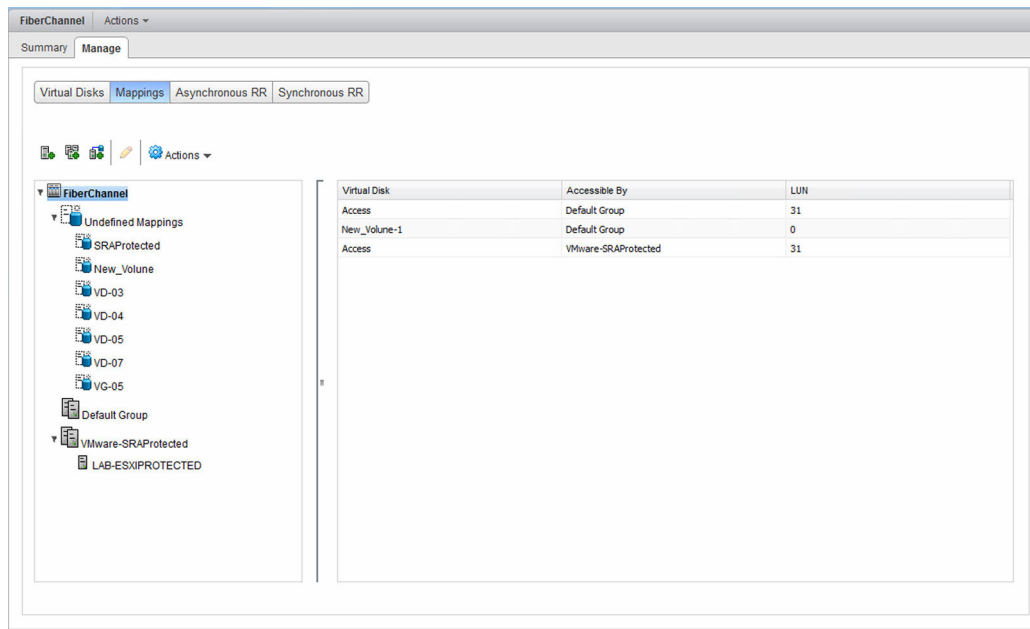 FiberChannel Actions
Summary Manage
Virtual Disks Mappings Asynchronous RR Synchronous RR
Actions
FiberChannel
Undefined Mappings
SRAProtected
New_Volune
VD-03
VD-04
VD-05
VD-07
VG-05
Default Group
VMware-SRAProtected
LAB-ESXIPROTECTED
Virtual Disk Accessible By LUN
Access Default Group 31
New_Volume-1 Default Group 0
Access VMware-SRAProtected 31